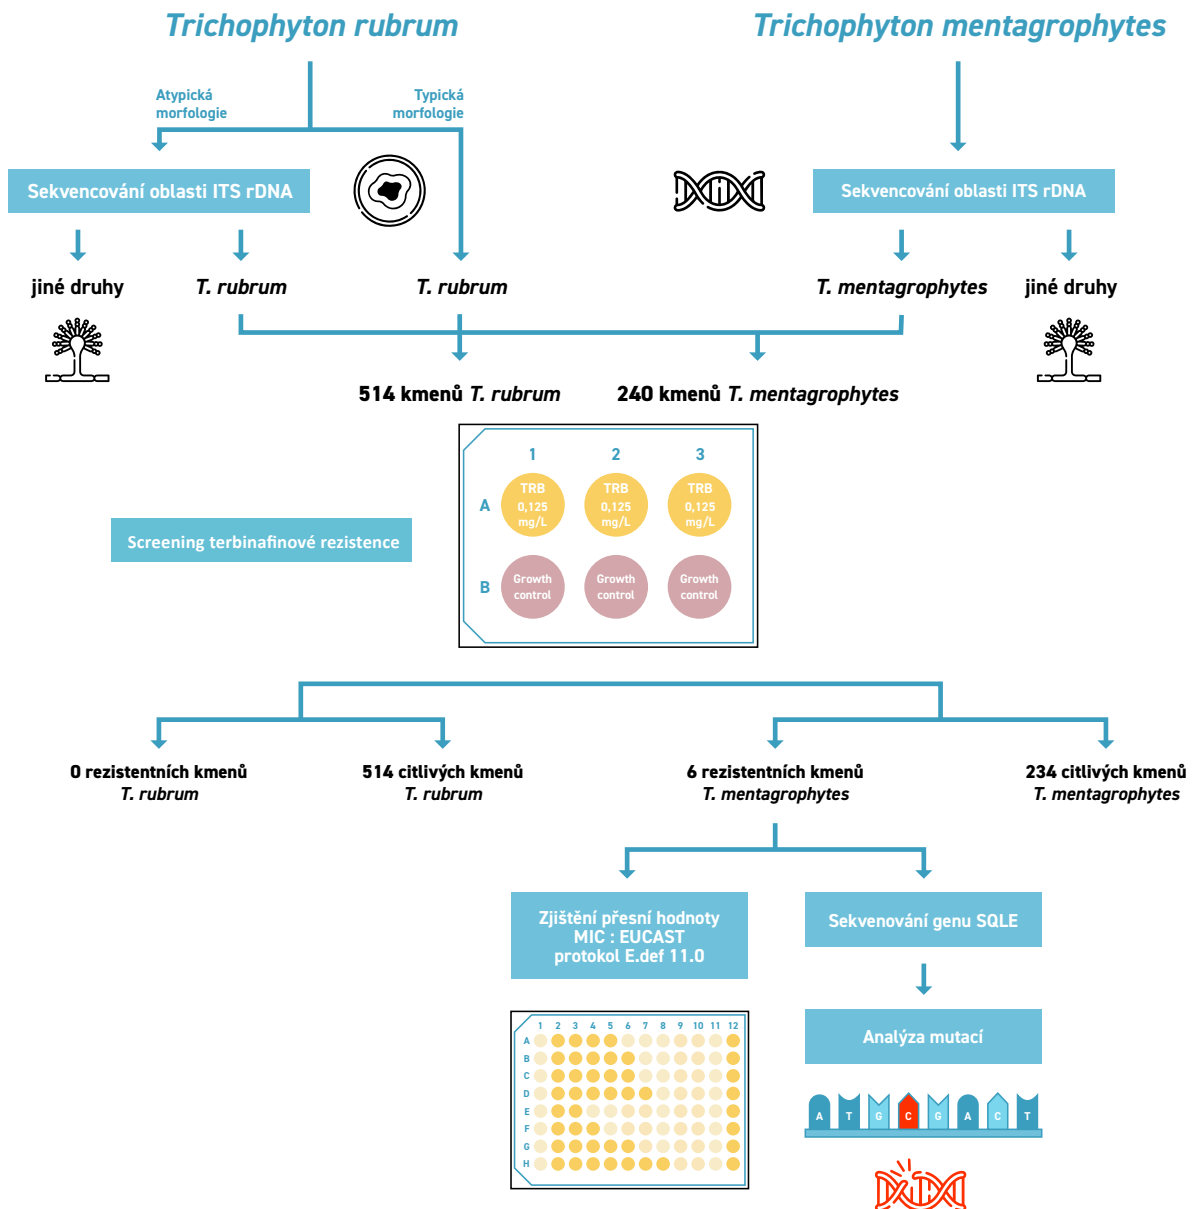 Trichophyton rubrum
Trichophyton mentagrophytes
Atypická
morfologie
Typická
morfologie
Sekvencování oblasti ITS rDNA
Sekvencování oblasti ITS rDNA
jiné druhy
T. rubrum
T. rubrum
T. mentagrophytes
jiné druhy
514 kmenů T. rubrum
240 kmenů T. mentagrophytes
1 2 3
A
TRB
0,125
mg/L
TRB
0,125
mg/L
TRB
0,125
mg/L
Screening terbinafinové rezistence
B
Growth
control
Growth
control
Growth
control
0 rezistentních kmenů
T. rubrum
514 citlivých kmenů
T. rubrum
6 rezistentních kmenů
T. mentagrophytes
234 citlivých kmenů
T. mentagrophytes
Zjištění přesní hodnoty
MIC : EUCAST
protokol E.def 11.0
Sekvenování genu SQLE
Analýza mutací
1 2 3 4 5 6 7 8 9 10 11 12
A
B
C
D
E
F
G
H
A T G C G A C T